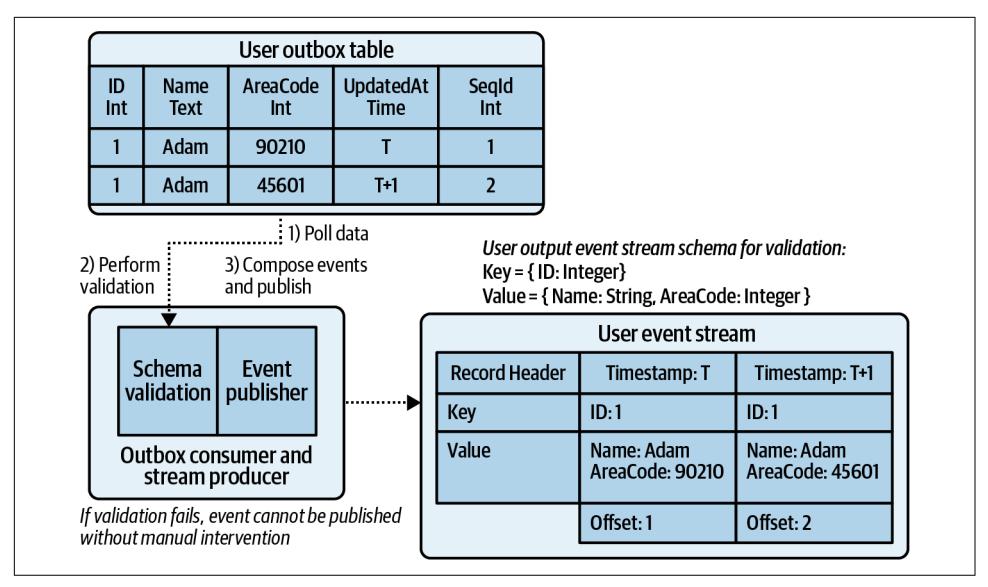 User outbox table
ID Int
Name Text
AreaCode Int
UpdatedAt Time
SeqId Int
1 Adam 90210 T 1
1 Adam 45601 T+1 2
1) Poll data
2) Perform
validation
3) Compose events
and publish
User output event stream schema for validation:
Key = { ID: Integer}
Value = { Name: String, AreaCode: Integer }
Schema
validation
Event
publisher
Outbox consumer and
stream producer
If validation fails, event cannot be published
without manual intervention
User event stream
Record Header Timestamp: T Timestamp: T+1
Key ID: 1 ID: 1
Value Name: Adam Name: Adam
AreaCode: 90210 AreaCode: 45601
Offset: 1 Offset: 2